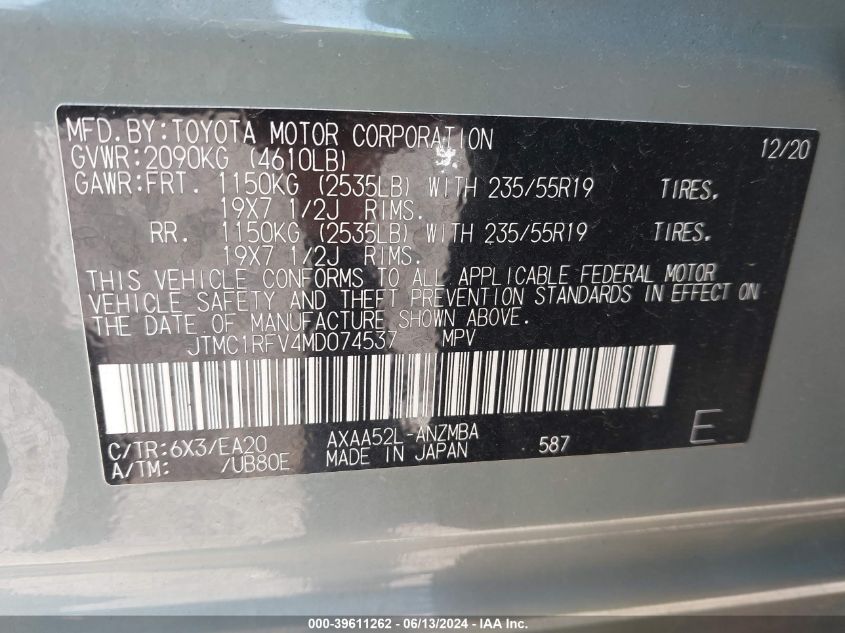 MFD.BY:TOYOTA MOTOR CORPORATION 12/20
GVWR:2090KG (4610LB)
GAWR:FRT. 1150KG (2535LB) WITH 235/55R19 TIRES.
19X7 1/2J RIMS.
RR. 1150KG (2535LB) WITH 235/55R19 TIRES.
19X7 1/2J RIMS.
THIS VEHICLE CONFORMS TO ALL APPLICABLE FEDERAL MOTOR
VEHICLE SAFETY AND THEFT PREVENTION STANDARDS IN EFFECT ON
THE DATE OF MANUFACTURE SHOWN ABOVE.
JTMC1RFV4MD074537 MPV
C/TR:6X3/EA20 AXAA52L-ANZMBA 587 E
A/TM: /UB80E MADE IN JAPAN
000-39611262 - 06/13/2024 - IAA Inc.